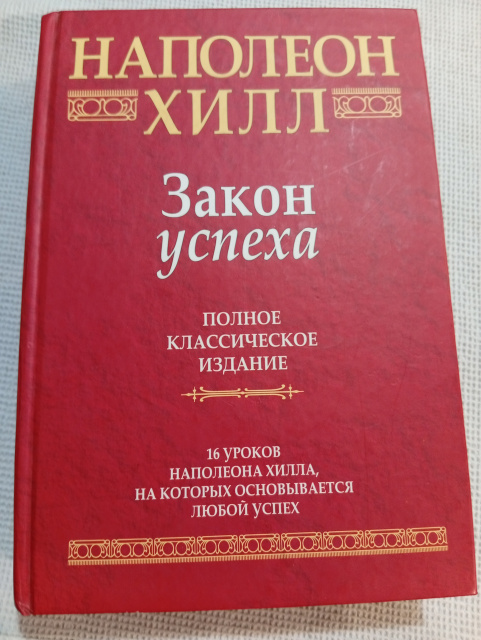 НАПОЛЕОН
ХИЛЛ
Закон
успеха
ПОЛНОЕ
КЛАССИЧЕСКОЕ
ИЗДАНИЕ
16 УРОКОВ
НАПОЛЕОНА ХИЛЛА,
НА КОТОРЫХ ОСНОВЫВАЕТСЯ
ЛЮБОЙ УСПЕХ